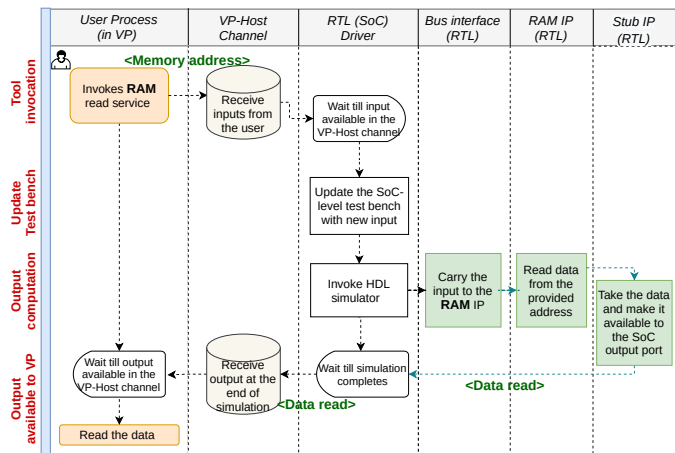 User Process
(in VP)
VP-Host
Channel
RTL (SoC)
Driver
Bus interface
(RTL)
RAM IP
(RTL)
Stub IP
(RTL)
Tool
invocation
<Memory address>
Invokes RAM
read service
Receive
inputs from
the user
Wait till input
available in the
VP-Host channel
Update
Test bench
Update the SoC-
level test bench
with new input
Output
computation
Invoke HDL
simulator
Carry the
input to the
RAM IP
Read data
from the
provided
address
Take the data
and make it
available to
the SoC
output port
Output
available to VP
Wait till output
available in the
VP-Host channel
Receive
output at the
end of
simulation
Wait till simulation
completes
<Data read>
<Data read>
Read the data